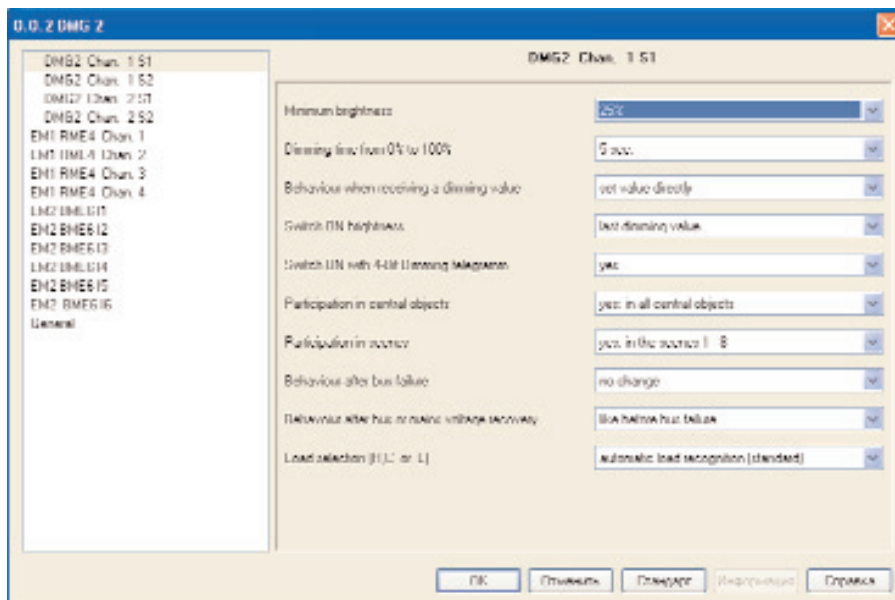 0.0.2 DMG 2
DMG2 Chan. 1 S1
DMG2 Chan. 1 S2
DMG2 Chan. 2 S1
DMG2 Chan. 2 S2
EM1 RME4 Chan. 1
EM1 RME4 Chan. 2
EM1 RME4 Chan. 3
EM1 RME4 Chan. 4
EM2 BME6 I1
EM2 BME6 I2
EM2 BME6 I3
EM2 BME6 I4
EM2 BME6 I5
EM2 BME6 I6
General
DMG2 Chan. 1 S1
Minimum brightness
25%
Dimming time from 0% to 100%
5 sec.
Behaviour when receiving a dimming value
set value directly
Switch ON brightness
last dimming value
Switch ON with 4-Bit Dimming telegramm
yes
Participation in central objects
yes: in all central objects
Participation in scenes
yes: in the scenes 1 - 8
Behaviour after bus failure
no change
Behaviour after bus or mains voltage recovery
like before bus failure
Load selection (R,C or L)
automatic load recognition (standard)
OK
Отменить
Стандарт
Информация
Справка